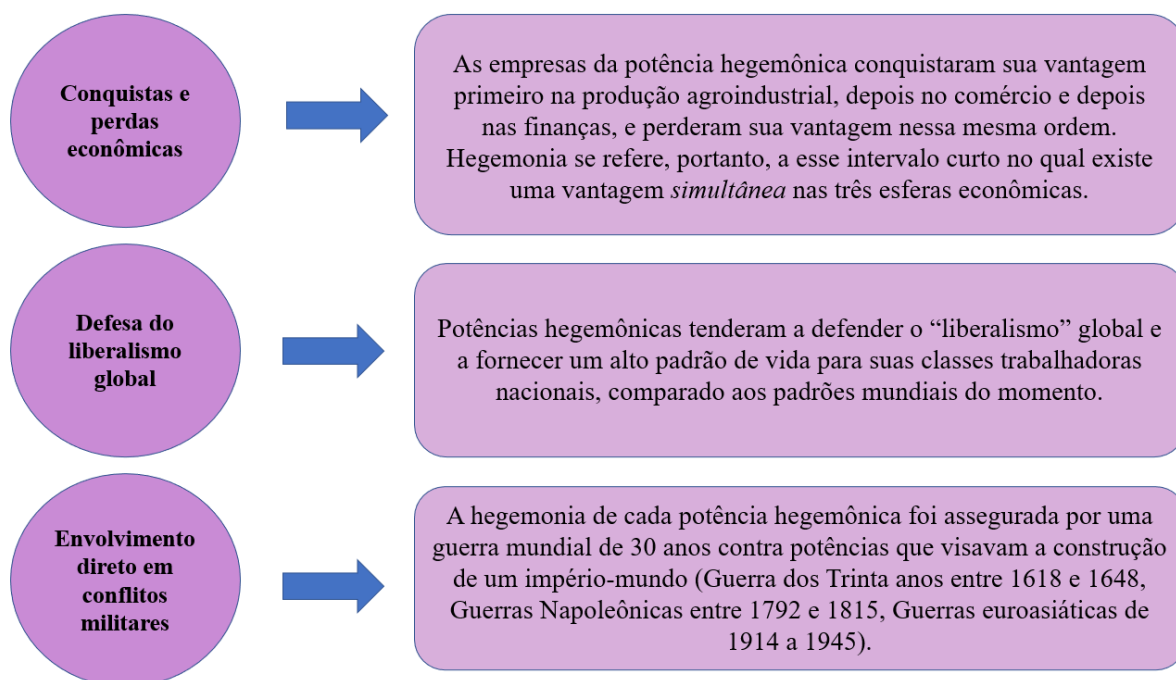 Conquistas e
perdas
econômicas
As empresas da potência hegemônica conquistaram sua vantagem
primeiro na produção agroindustrial, depois no comércio e depois
nas finanças, e perderam sua vantagem nessa mesma ordem.
Hegemonia se refere, portanto, a esse intervalo curto no qual existe
uma vantagem simultânea nas três esferas econômicas.
Defesa do
liberalismo
global
Potências hegemônicas tenderam a defender o “liberalismo” global e
a fornecer um alto padrão de vida para suas classes trabalhadoras
nacionais, comparado aos padrões mundiais do momento.
Envolvimento
direto em
conflitos
militares
A hegemonia de cada potência hegemônica foi assegurada por uma
guerra mundial de 30 anos contra potências que visavam a construção
de um império-mundo (Guerra dos Trinta anos entre 1618 e 1648,
Guerras Napoleônicas entre 1792 e 1815, Guerras euroasiáticas de
1914 a 1945).